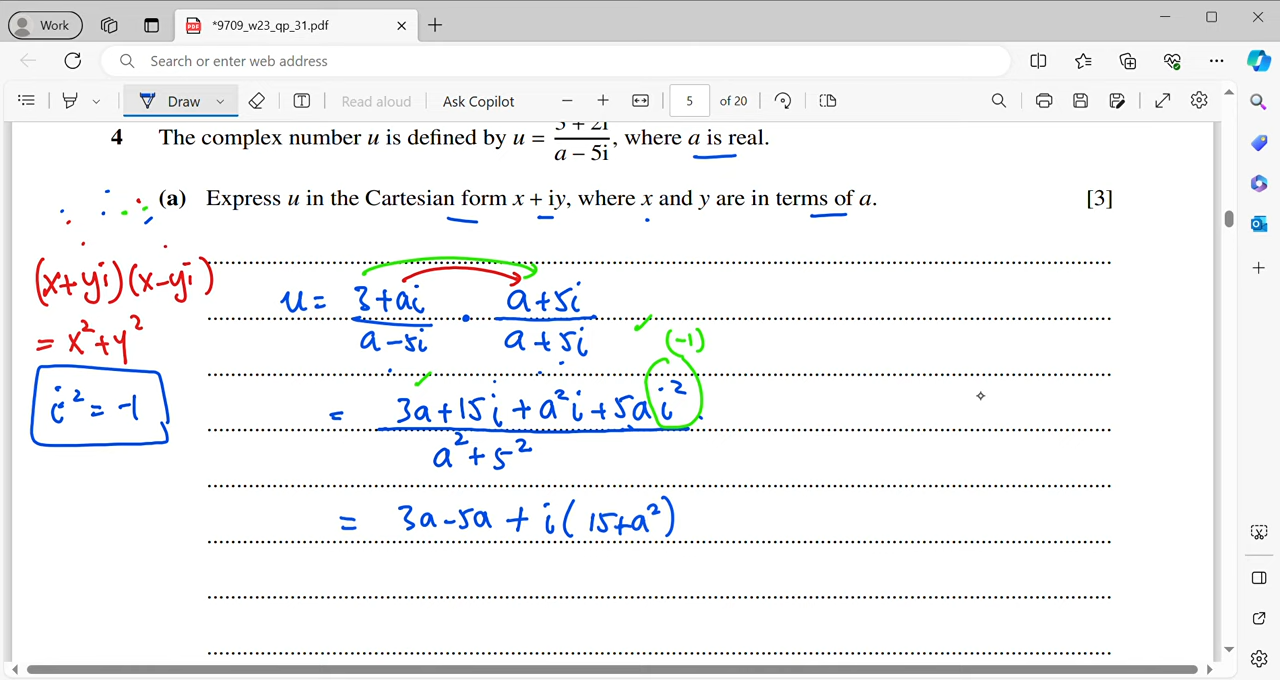 Work
*9709_w23_qp_31.pdf
Search or enter web address
Draw
Read aloud
Ask Copilot
5
of 20
4 The complex number u is defined by u = (3 + 2i)/(a − 5i), where a is real.
(a) Express u in the Cartesian form x + iy, where x and y are in terms of a. [3]
(x+yi)(x-yi)
= x²+y²
i² = -1
u = (3+ai)/(a-5i) · (a+5i)/(a+5i)
(-1)
= (3a+15i+a²i+5ai²)/(a²+5²)
= 3a-5a + i(15+a²)